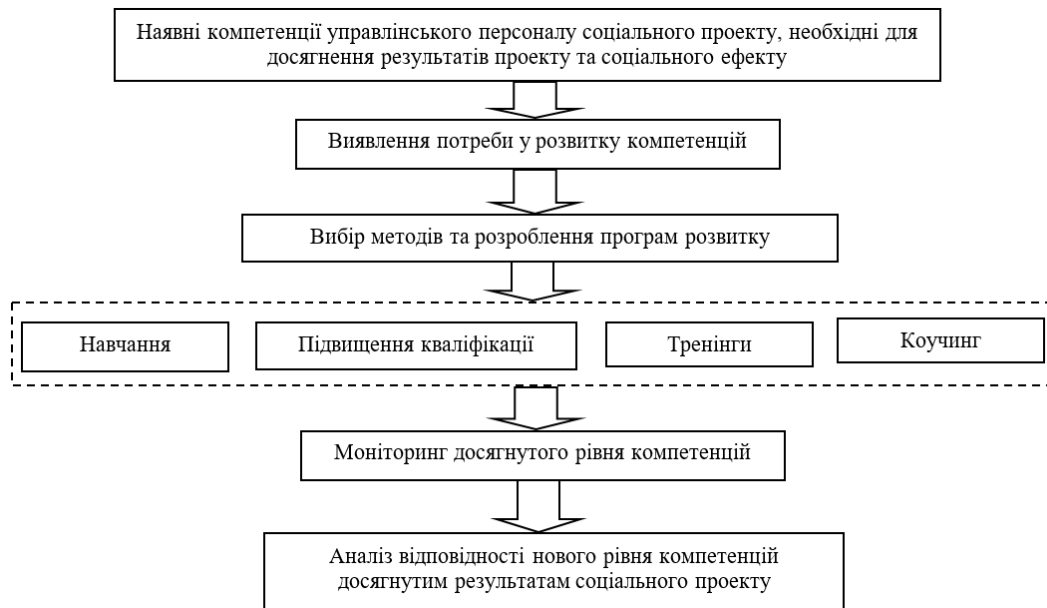 Наявні компетенції управлінського персоналу соціального проекту, необхідні для
досягнення результатів проекту та соціального ефекту
Виявлення потреби у розвитку компетенцій
Вибір методів та розроблення програм розвитку
Навчання
Підвищення кваліфікації
Тренінги
Коучинг
Моніторинг досягнутого рівня компетенцій
Аналіз відповідності нового рівня компетенцій
досягнутим результатам соціального проекту